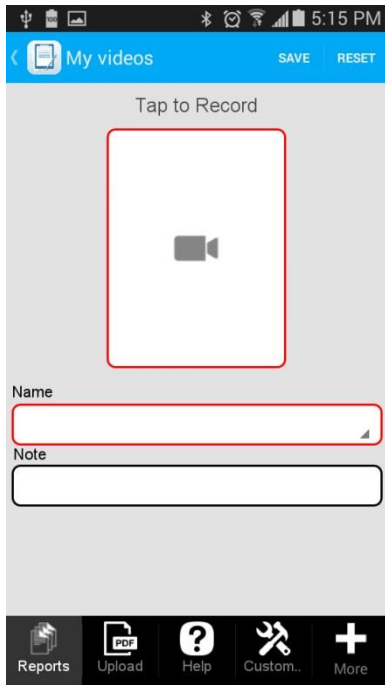 5:15 PM
My videos
SAVE
RESET
Tap to Record
Name
Note
PDF
?
Reports
Upload
Help
Custom..
More